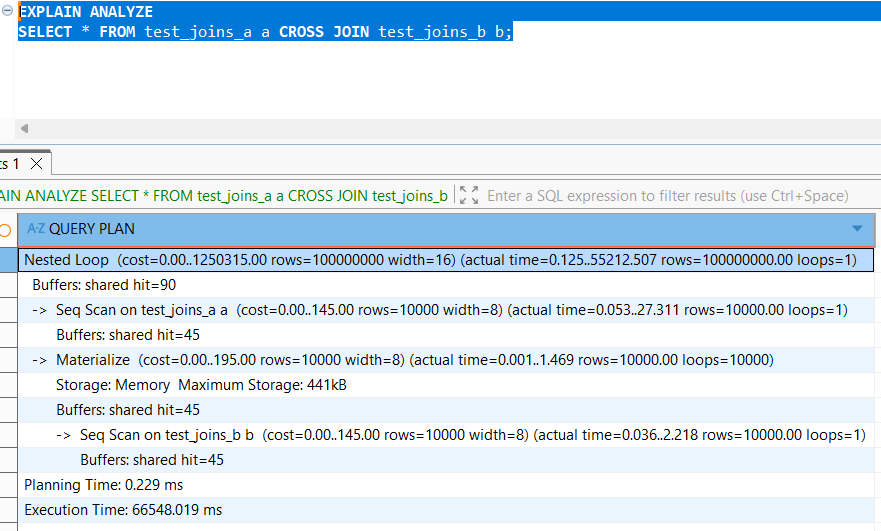 EXPLAIN ANALYZE
SELECT * FROM test_joins_a a CROSS JOIN test_joins_b b;
ts 1
AIN ANALYZE SELECT * FROM test_joins_a a CROSS JOIN test_joins_b
Enter a SQL expression to filter results (use Ctrl+Space)
A-Z QUERY PLAN
Nested Loop (cost=0.00..1250315.00 rows=100000000 width=16) (actual time=0.125..55212.507 rows=100000000.00 loops=1)
Buffers: shared hit=90
-> Seq Scan on test_joins_a a (cost=0.00..145.00 rows=10000 width=8) (actual time=0.053..27.311 rows=10000.00 loops=1)
Buffers: shared hit=45
-> Materialize (cost=0.00..195.00 rows=10000 width=8) (actual time=0.001..1.469 rows=10000.00 loops=10000)
Storage: Memory Maximum Storage: 441kB
Buffers: shared hit=45
-> Seq Scan on test_joins_b b (cost=0.00..145.00 rows=10000 width=8) (actual time=0.036..2.218 rows=10000.00 loops=1)
Buffers: shared hit=45
Planning Time: 0.229 ms
Execution Time: 66548.019 ms